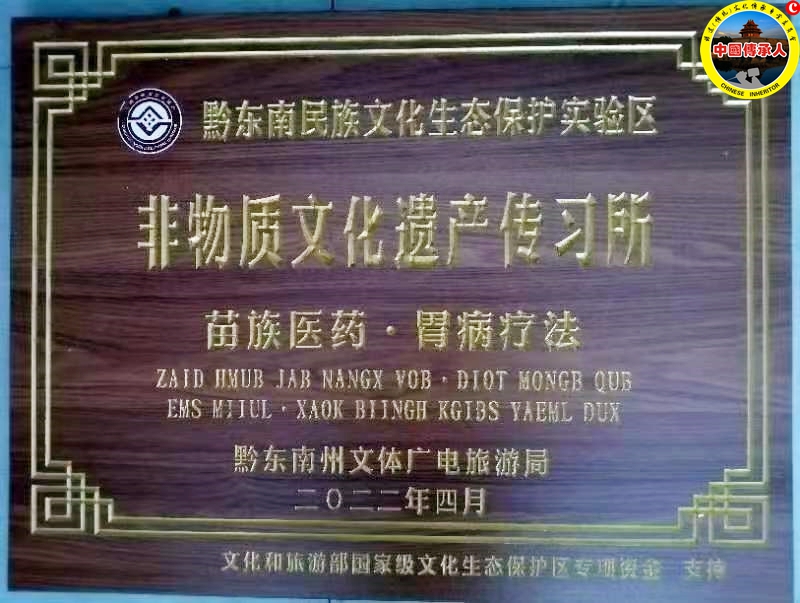 中國傳承人
CHINESE INHERITOR
黔东南民族文化生态保护实验区
非物质文化遗产传习所
苗族医药·胃病疗法
ZAID HMUB JAB NANGX VOB · DIOT MONGB QUB
EMS MIIUL · XAOK BIINGH KGIBS YAEML DUX
黔东南州文体广电旅游局
二〇二二年四月
文化和旅游部国家级文化生态保护区专项资金 支持